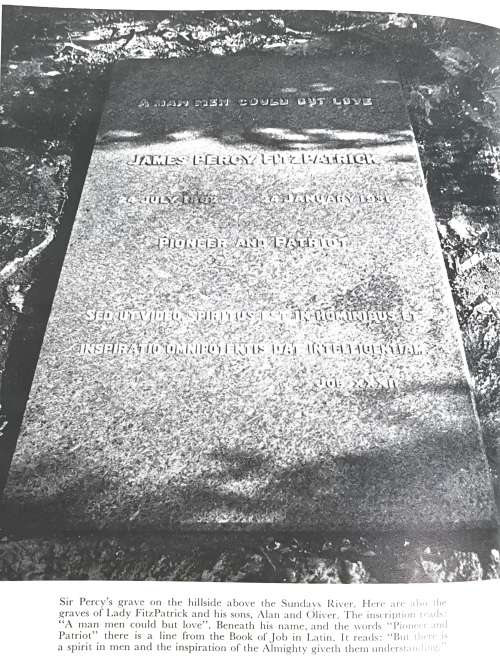 A MAN MEN COULD BUT LOVE
JAMES PERCY FITZPATRICK
24 JULY 1862 24 JANUARY 1931
PIONEER AND PATRIOT
SED UT VIDEO SPIRITUS EST IN HOMINIBUS ET
INSPIRATIO OMNIPOTENTIS DAT INTELLIGENTIAM
JOB XXXII
Sir Percy's grave on the hillside above the Sundays River. Here are also the
graves of Lady FitzPatrick and his sons, Alan and Oliver. The inscription reads:
"A man men could but love". Beneath his name, and the words "Pioneer and
Patriot" there is a line from the Book of Job in Latin. It reads: "But there is
a spirit in men and the inspiration of the Almighty giveth them understanding."